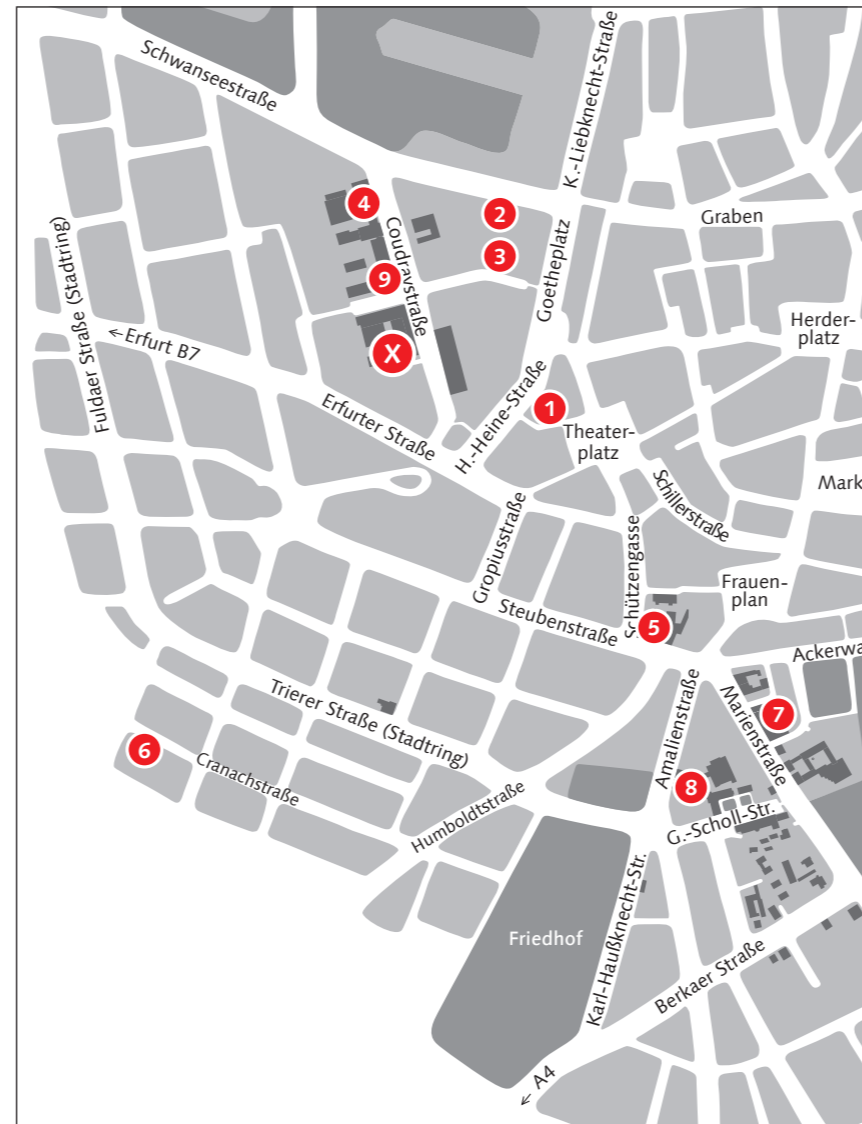 Schwanseestraße
K.-Liebknecht-Straße
4
2
Graben
Coudraystraße
3
Goetheplatz
9
Fuldaer Straße (Stadtring)
←Erfurt B7
Herder-
platz
X
Erfurter Straße
H.-Heine-Straße
1
Theater-
platz
Schillerstraße
Mark
Gropiusstraße
Schützengasse
Frauen-
plan
Steubenstraße
5
Ackerwa
Trierer Straße (Stadtring)
Amalienstraße
Marienstraße
7
6
Cranachstraße
8
Humboldtstraße
G.-Scholl-Str.
Karl-Haußknecht-Str.
Friedhof
Berkaer Straße
← A4